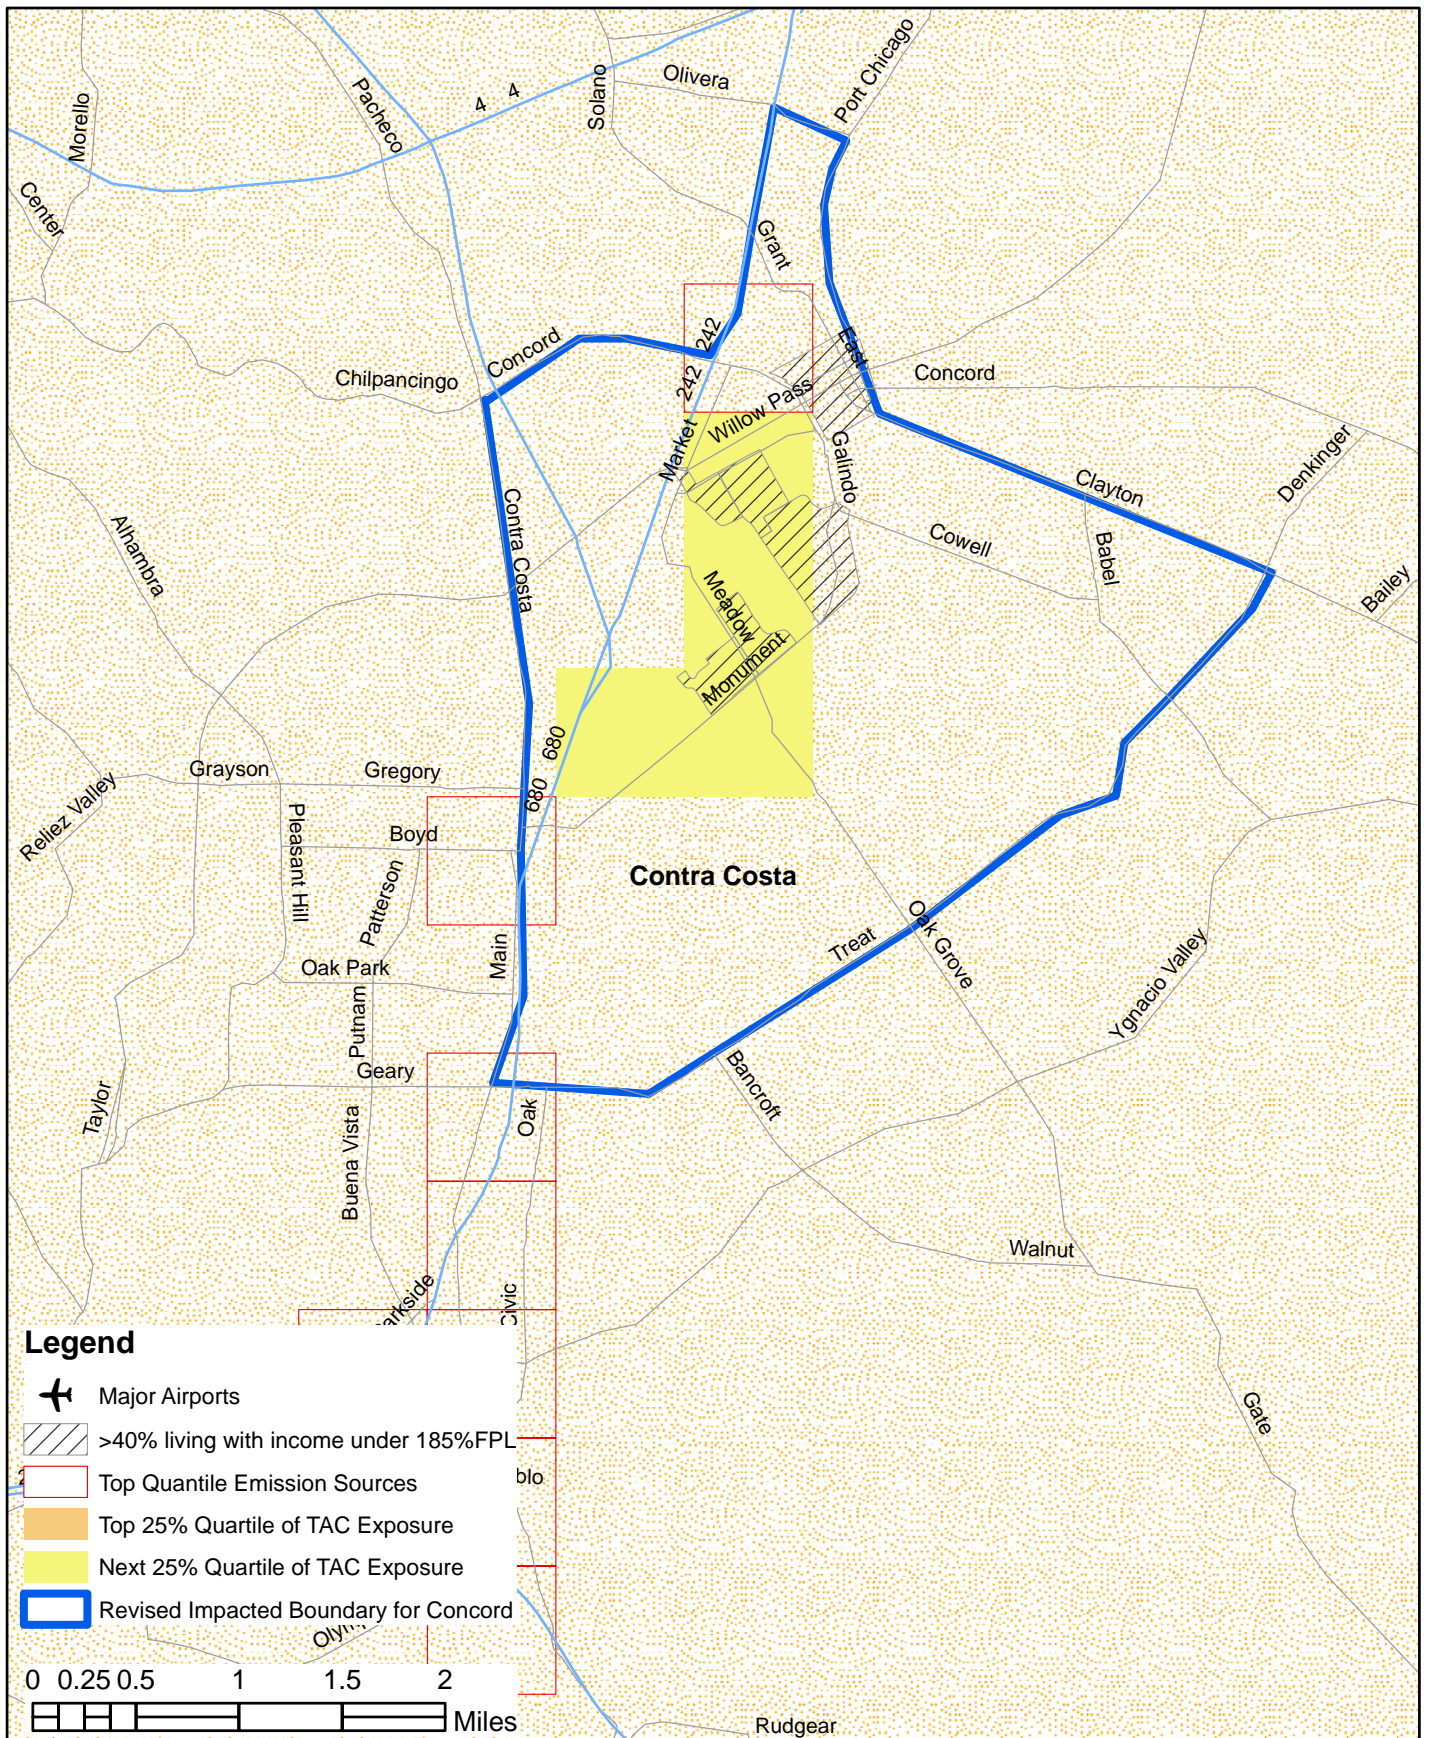 Port Chicago
Olivera
Solano
Pacheco
4
4
Morello
Center
Grant
242
242
East
Concord
Chilpancingo
Concord
Willow Pass
Market
Galindo
Denkinger
Clayton
Contra Costa
Cowell
Babel
Bailey
Alhambra
Meadow
Monument
680
680
Grayson
Gregory
Reliez Valley
Pleasant Hill
Boyd
Patterson
Contra Costa
Oak Grove
Treat
Main
Ygnacio Valley
Oak Park
Putnam
Geary
Bancroft
Oak
Taylor
Buena Vista
Walnut
Civic
arkside
Gate
blo
Olymp
Rudgear
Legend
Major Airports
>40% living with income under 185%FPL
Top Quantile Emission Sources
Top 25% Quartile of TAC Exposure
Next 25% Quartile of TAC Exposure
Revised Impacted Boundary for Concord
0 0.25 0.5 1 1.5 2
Miles